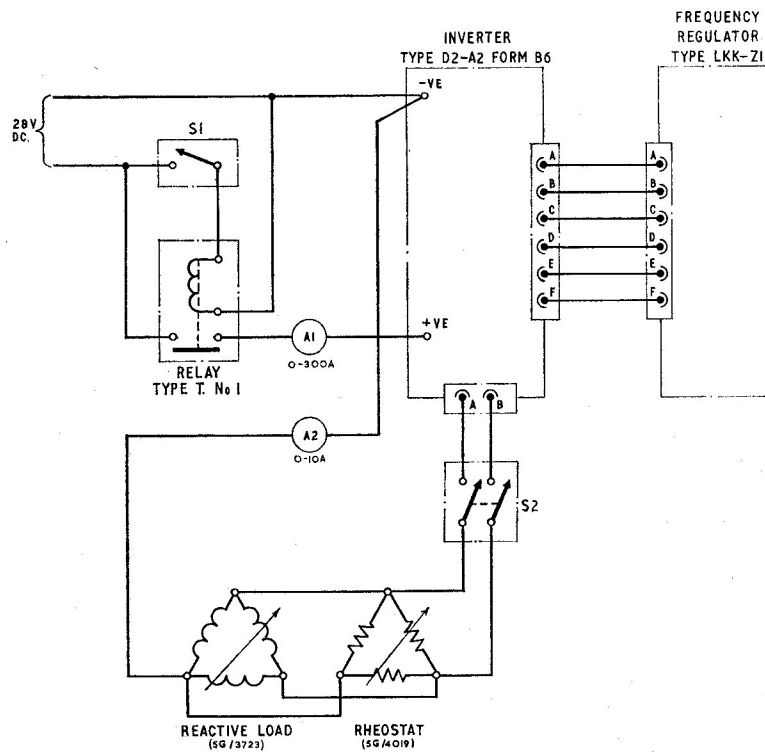 FREQUENCY
REGULATOR
TYPE LKK-Z1
INVERTER
TYPE D2-A2 FORM B6
-VE
28V
D.C.
S1
A A
B B
C C
D D
E E
F F
+VE
A1
0-300A
RELAY
TYPE T. No 1
A B
A2
0-10A
S2
REACTIVE LOAD
(5G/3723)
RHEOSTAT
(5G/4019)